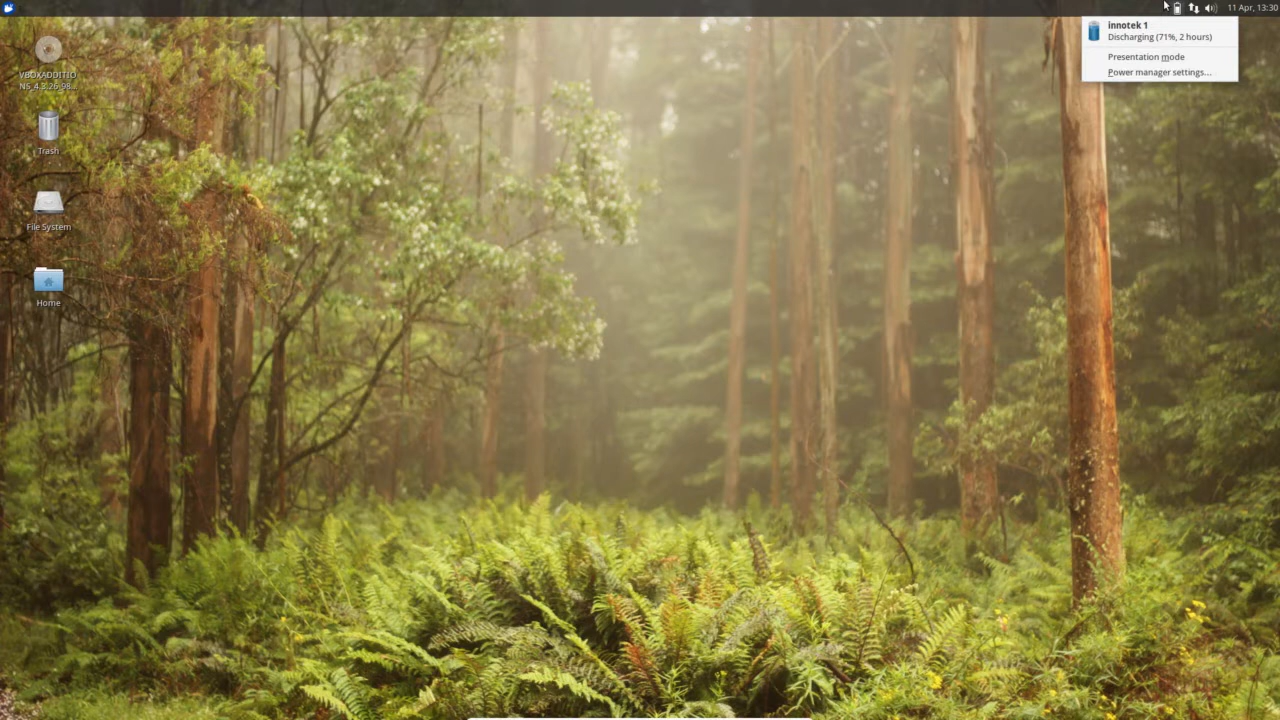 11 Apr, 13:30
innotek 1
Discharging (71%, 2 hours)
Presentation mode
Power manager settings...
VBOXADDITIO
NS_4.3.26_98...
Trash
File System
Home